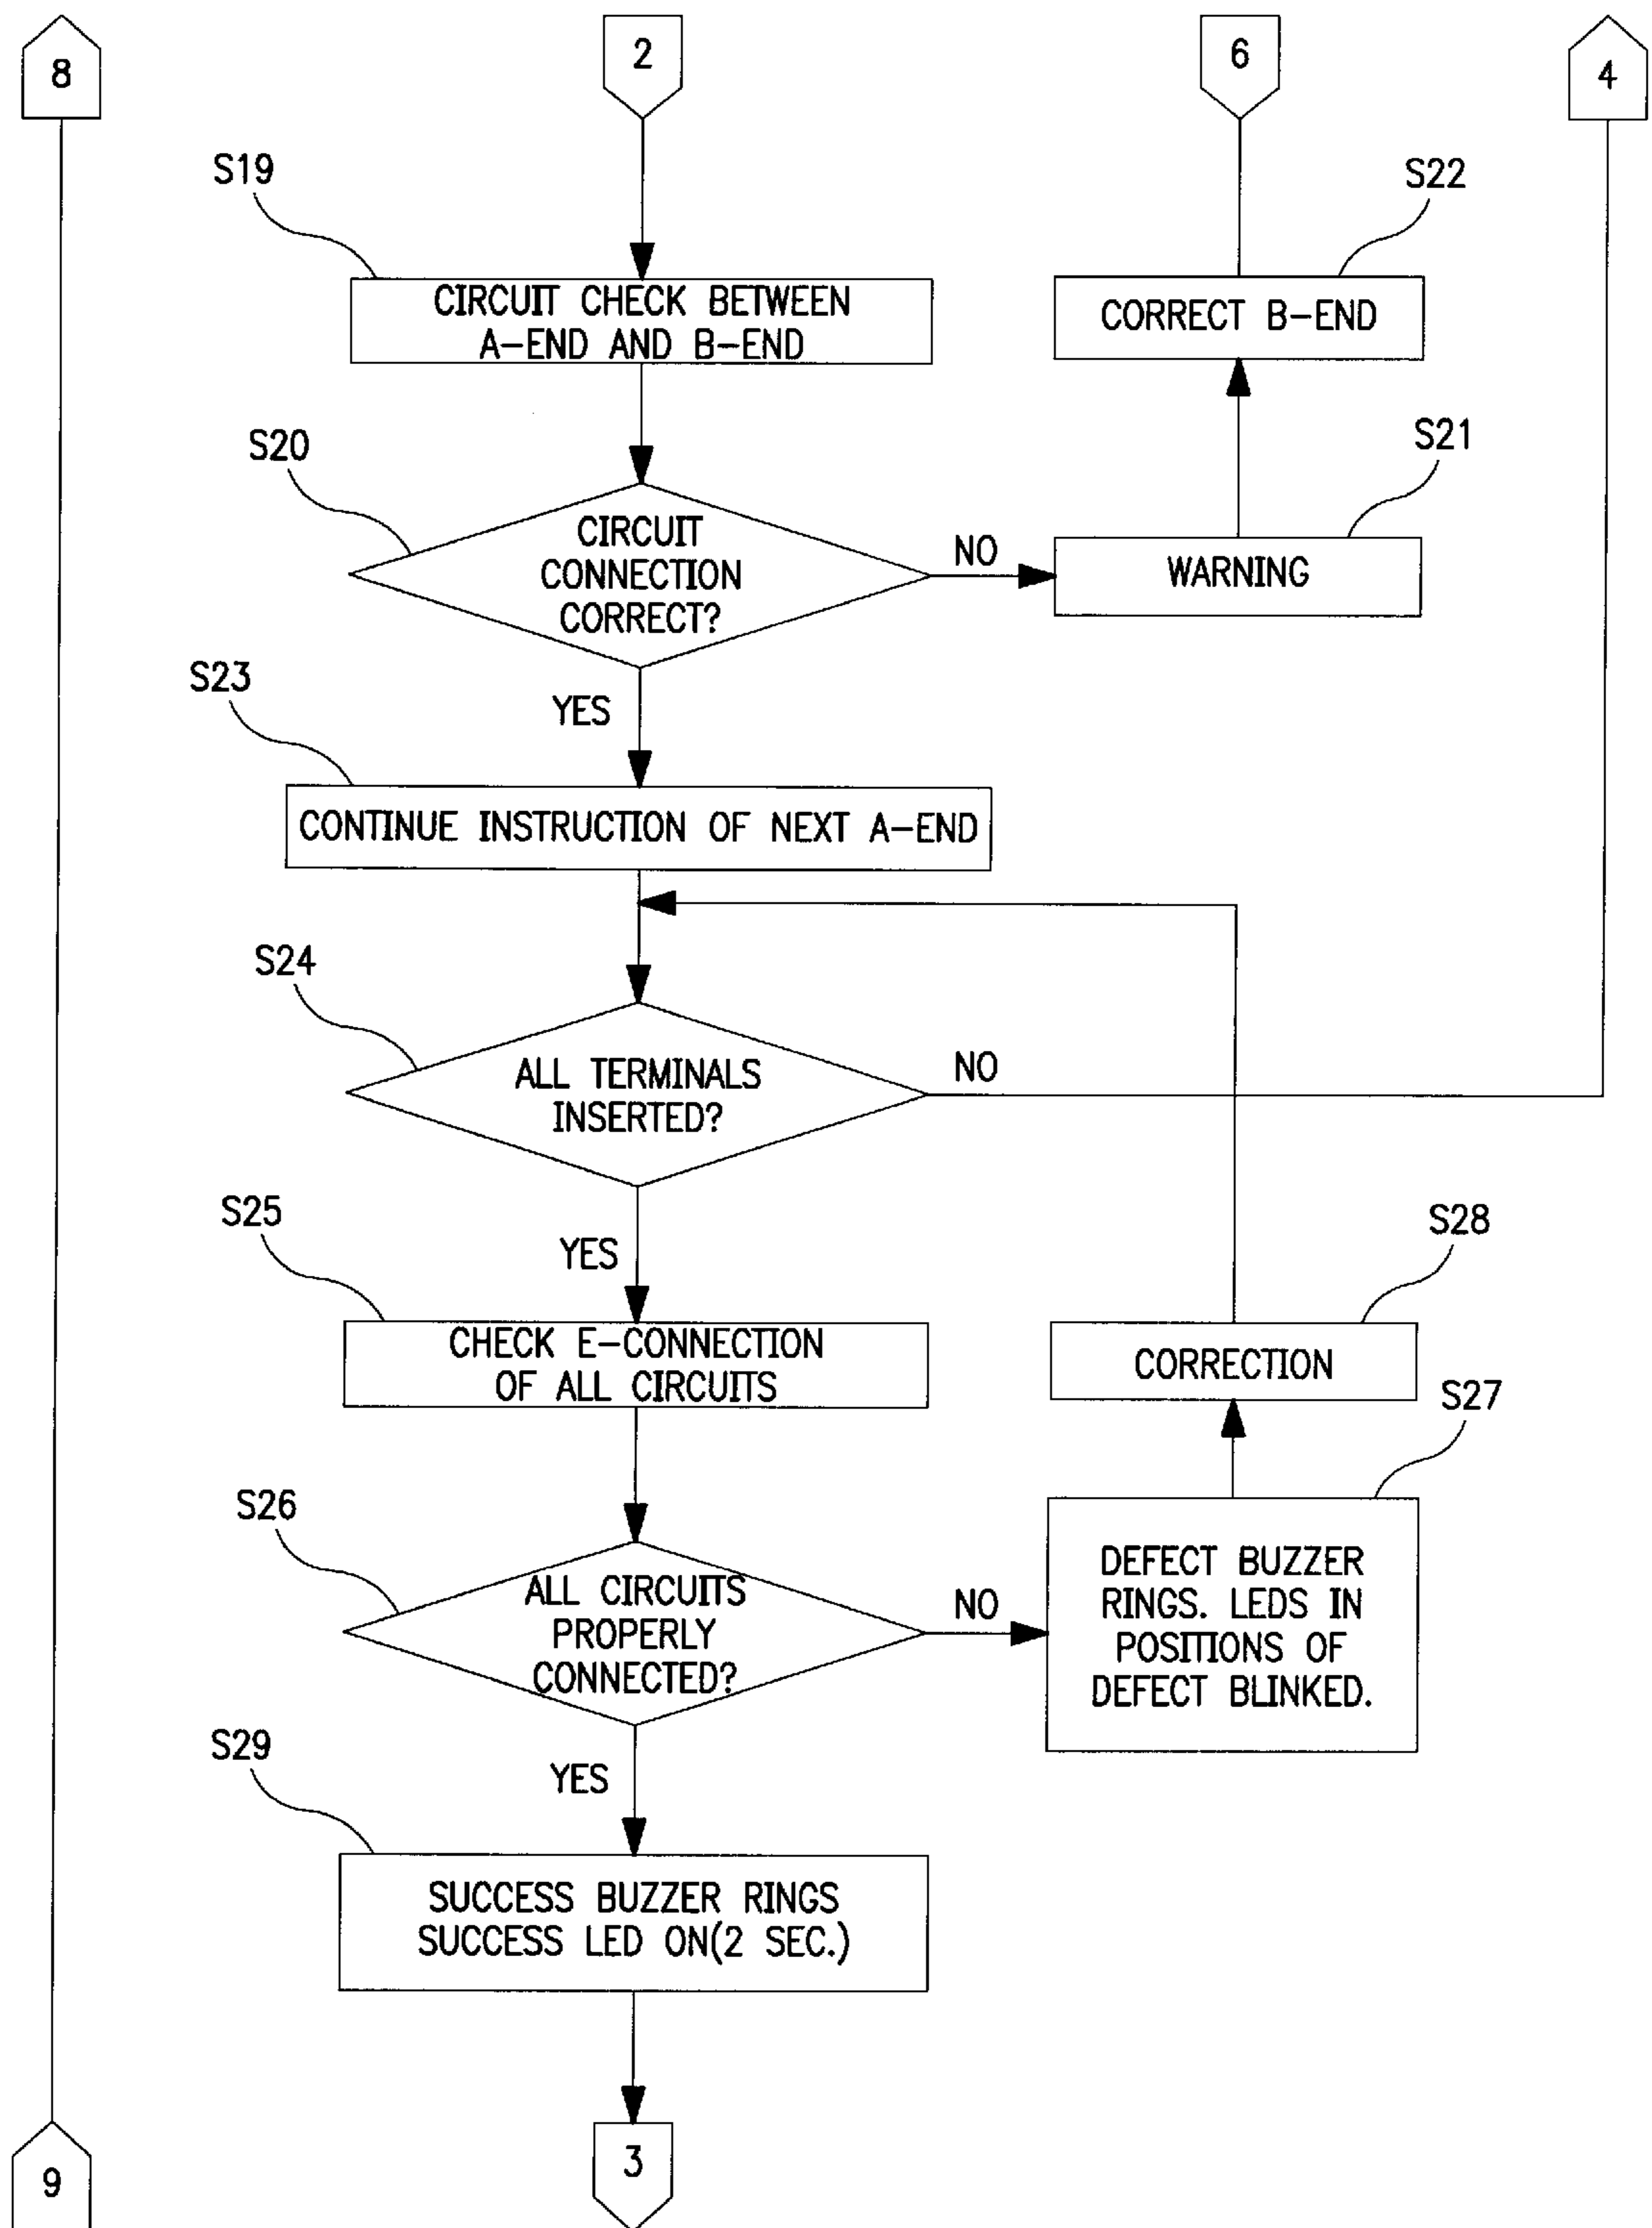 8
2
6
4
S19
S22
CIRCUIT CHECK BETWEEN
A-END AND B-END
CORRECT B-END
S20
S21
CIRCUIT
CONNECTION
CORRECT?
NO
WARNING
S23
YES
CONTINUE INSTRUCTION OF NEXT A-END
S24
ALL TERMINALS
INSERTED?
NO
S25
YES
S28
CHECK E-CONNECTION
OF ALL CIRCUITS
CORRECTION
S27
S26
ALL CIRCUITS
PROPERLY
CONNECTED?
NO
DEFECT BUZZER
RINGS. LEDS IN
POSITIONS OF
DEFECT BLINKED.
S29
YES
SUCCESS BUZZER RINGS
SUCCESS LED ON(2 SEC.)
9
3